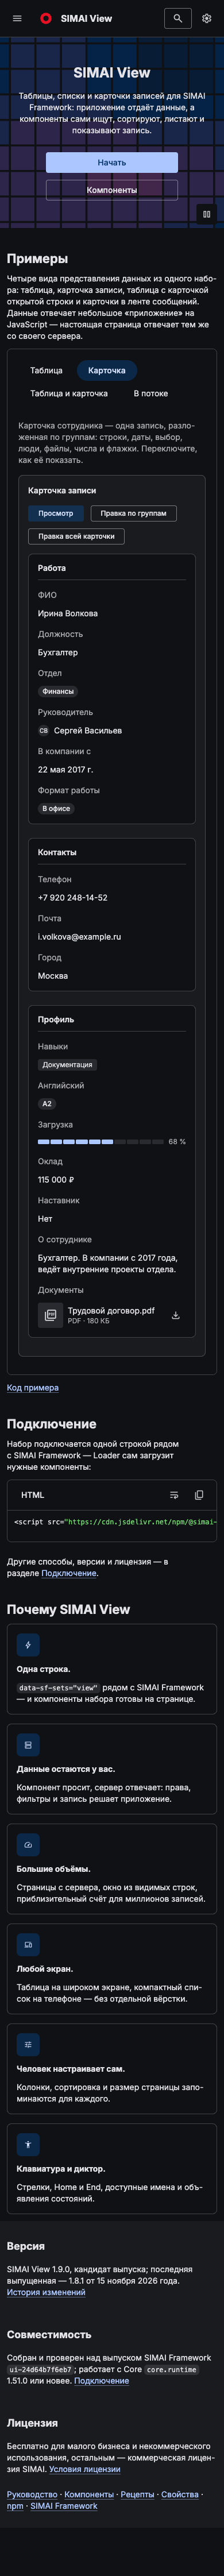 SIMAI View
SIMAI View
Таблицы, списки и карточки записей для SIMAI
Framework: приложение отдаёт данные, а
компоненты сами ищут, сортируют, листают и
показывают запись.
Начать
Компоненты
Примеры
Четыре вида представления данных из одного набо-
ра: таблица, карточка записи, таблица с карточкой
открытой строки и карточки в ленте сообщений.
Данные отвечает небольшое «приложение» на
JavaScript — настоящая страница отвечает тем же
со своего сервера.
Таблица
Карточка
Таблица и карточка
В потоке
Карточка сотрудника — одна запись, разло-
женная по группам: строки, даты, выбор,
люди, файлы, числа и флажки. Переключите,
как её показать.
Карточка записи
Просмотр
Правка по группам
Правка всей карточки
Работа
ФИО
Ирина Волкова
Должность
Бухгалтер
Отдел
Финансы
Руководитель
СВ Сергей Васильев
В компании с
22 мая 2017 г.
Формат работы
В офисе
Контакты
Телефон
+7 920 248-14-52
Почта
i.volkova@example.ru
Город
Москва
Профиль
Навыки
Документация
Английский
A2
Загрузка
68 %
Оклад
115 000 ₽
Наставник
Нет
О сотруднике
Бухгалтер. В компании с 2017 года,
ведёт внутренние проекты отдела.
Документы
Трудовой договор.pdf
PDF · 180 КБ
Код примера
Подключение
Набор подключается одной строкой рядом
с SIMAI Framework — Loader сам загрузит
нужные компоненты:
HTML
<script src="https://cdn.jsdelivr.net/npm/@simai-
Другие способы, версии и лицензия — в
разделе Подключение.
Почему SIMAI View
Одна строка.
data-sf-sets="view" рядом с SIMAI Framework
— и компоненты набора готовы на странице.
Данные остаются у вас.
Компонент просит, сервер отвечает: права,
фильтры и запись решает приложение.
Большие объёмы.
Страницы с сервера, окно из видимых строк,
приблизительный счёт для миллионов записей.
Любой экран.
Таблица на широком экране, компактный спи-
сок на телефоне — без отдельной вёрстки.
Человек настраивает сам.
Колонки, сортировка и размер страницы запо-
минаются для каждого.
Клавиатура и диктор.
Стрелки, Home и End, доступные имена и объ-
явления состояний.
Версия
SIMAI View 1.9.0, кандидат выпуска; последняя
выпущенная — 1.8.1 от 15 ноября 2026 года.
История изменений
Совместимость
Собран и проверен над выпуском SIMAI Framework
ui-24d64b7f6eb7; работает с Core core.runtime
1.51.0 или новее. Подключение
Лицензия
Бесплатно для малого бизнеса и некоммерческого
использования, остальным — коммерческая лицен-
зия SIMAI. Условия лицензии
Руководство · Компоненты · Рецепты · Свойства ·
npm · SIMAI Framework